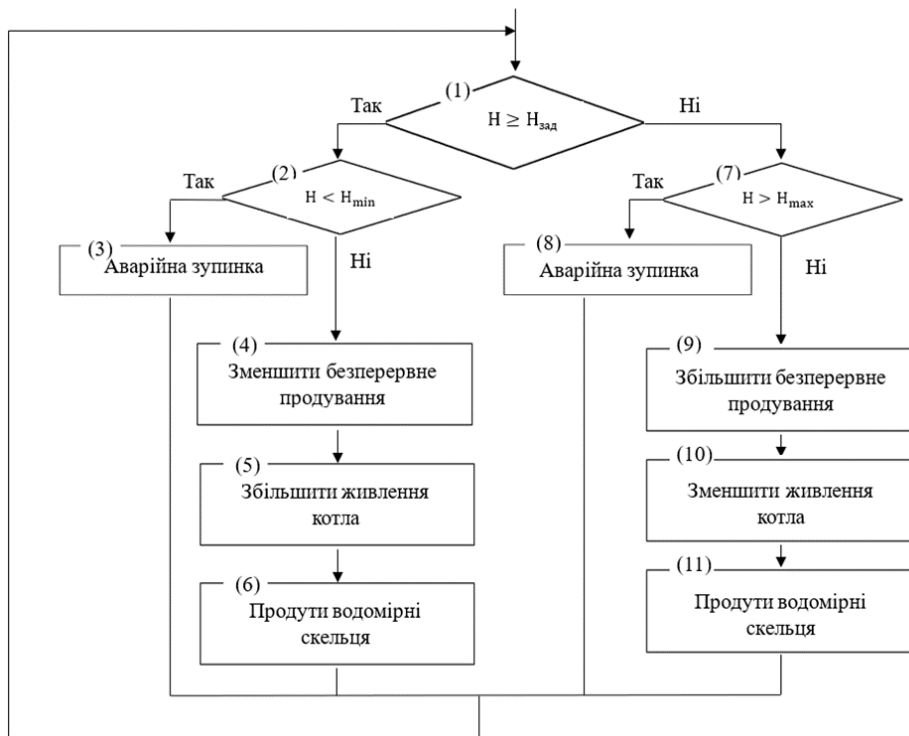 (1)
Так
Ні
H ≥ Hзад
(2)
Так
H < Hmin
(7)
Так
H > Hmax
(3)
Аварійна зупинка
Ні
(8)
Аварійна зупинка
Ні
(4)
Зменшити безперервне
продування
(9)
Збільшити безперервне
продування
(5)
Збільшити живлення
котла
(10)
Зменшити живлення
котла
(6)
Продути водомірні
скельця
(11)
Продути водомірні
скельця